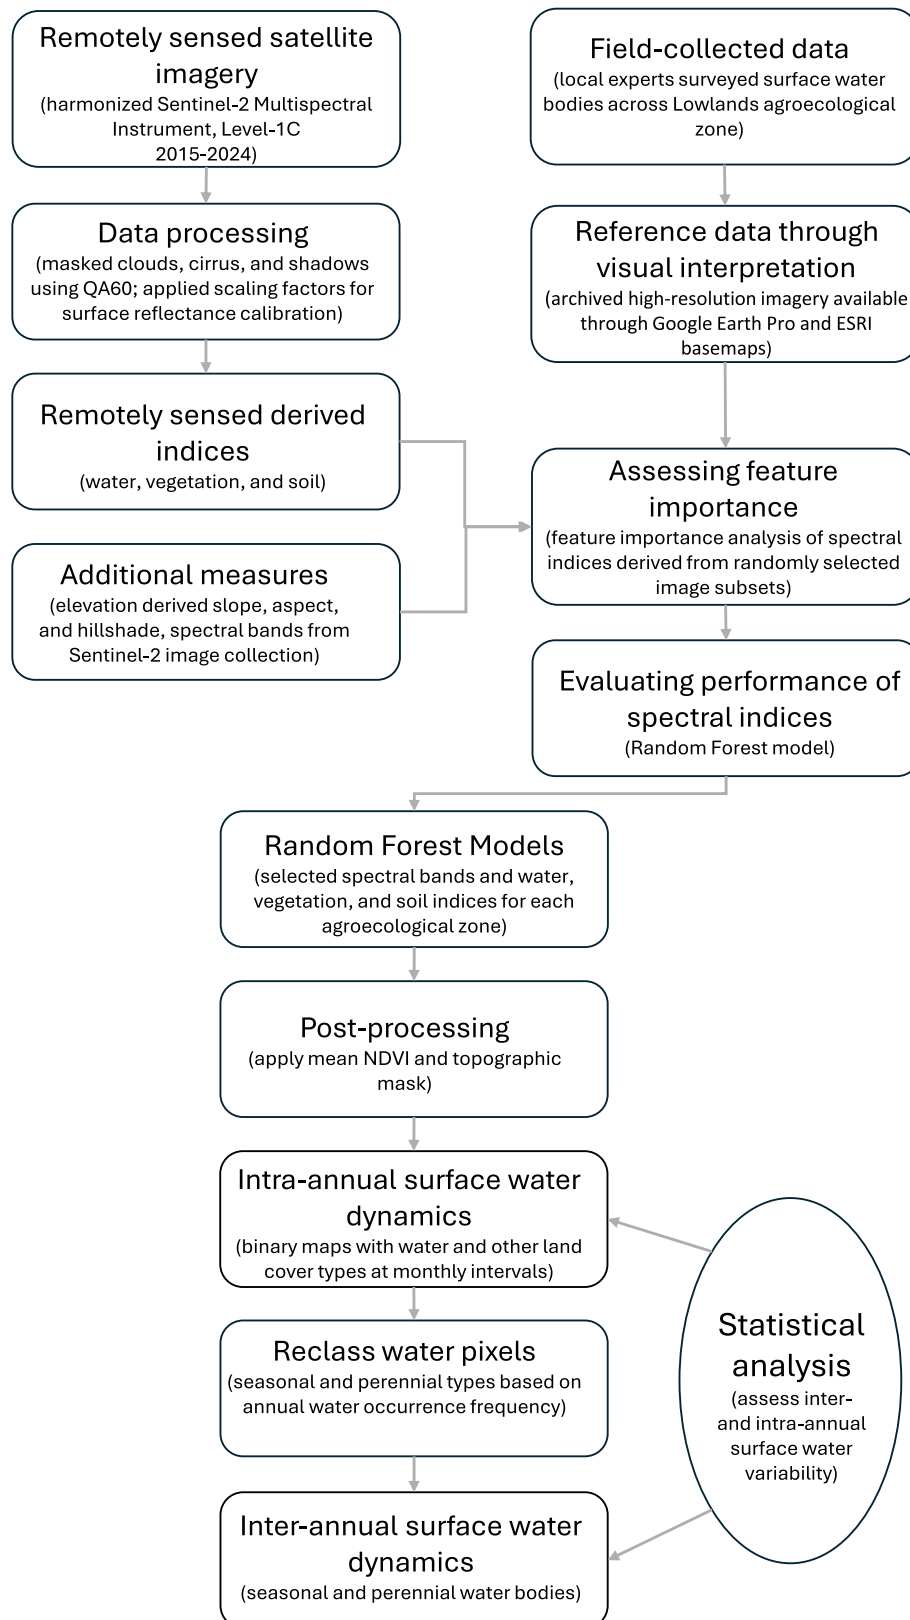 Remotely sensed satellite
imagery
(harmonized Sentinel-2 Multispectral
Instrument, Level-1C
2015-2024)
Data processing
(masked clouds, cirrus, and shadows
using QA60; applied scaling factors for
surface reflectance calibration)
Remotely sensed derived
indices
(water, vegetation, and soil)
Additional measures
(elevation derived slope, aspect,
and hillshade, spectral bands from
Sentinel-2 image collection)
Field-collected data
(local experts surveyed surface water
bodies across Lowlands agroecological
zone)
Reference data through
visual interpretation
(archived high-resolution imagery available
through Google Earth Pro and ESRI
basemaps)
Assessing feature
importance
(feature importance analysis of spectral
indices derived from randomly selected
image subsets)
Evaluating performance of
spectral indices
(Random Forest model)
Random Forest Models
(selected spectral bands and water,
vegetation, and soil indices for each
agroecological zone)
Post-processing
(apply mean NDVI and topographic
mask)
Intra-annual surface water
dynamics
(binary maps with water and other land
cover types at monthly intervals)
Reclass water pixels
(seasonal and perennial types based on
annual water occurrence frequency)
Inter-annual surface water
dynamics
(seasonal and perennial water bodies)
Statistical
analysis
(assess inter-
and intra-annual
surface water
variability)